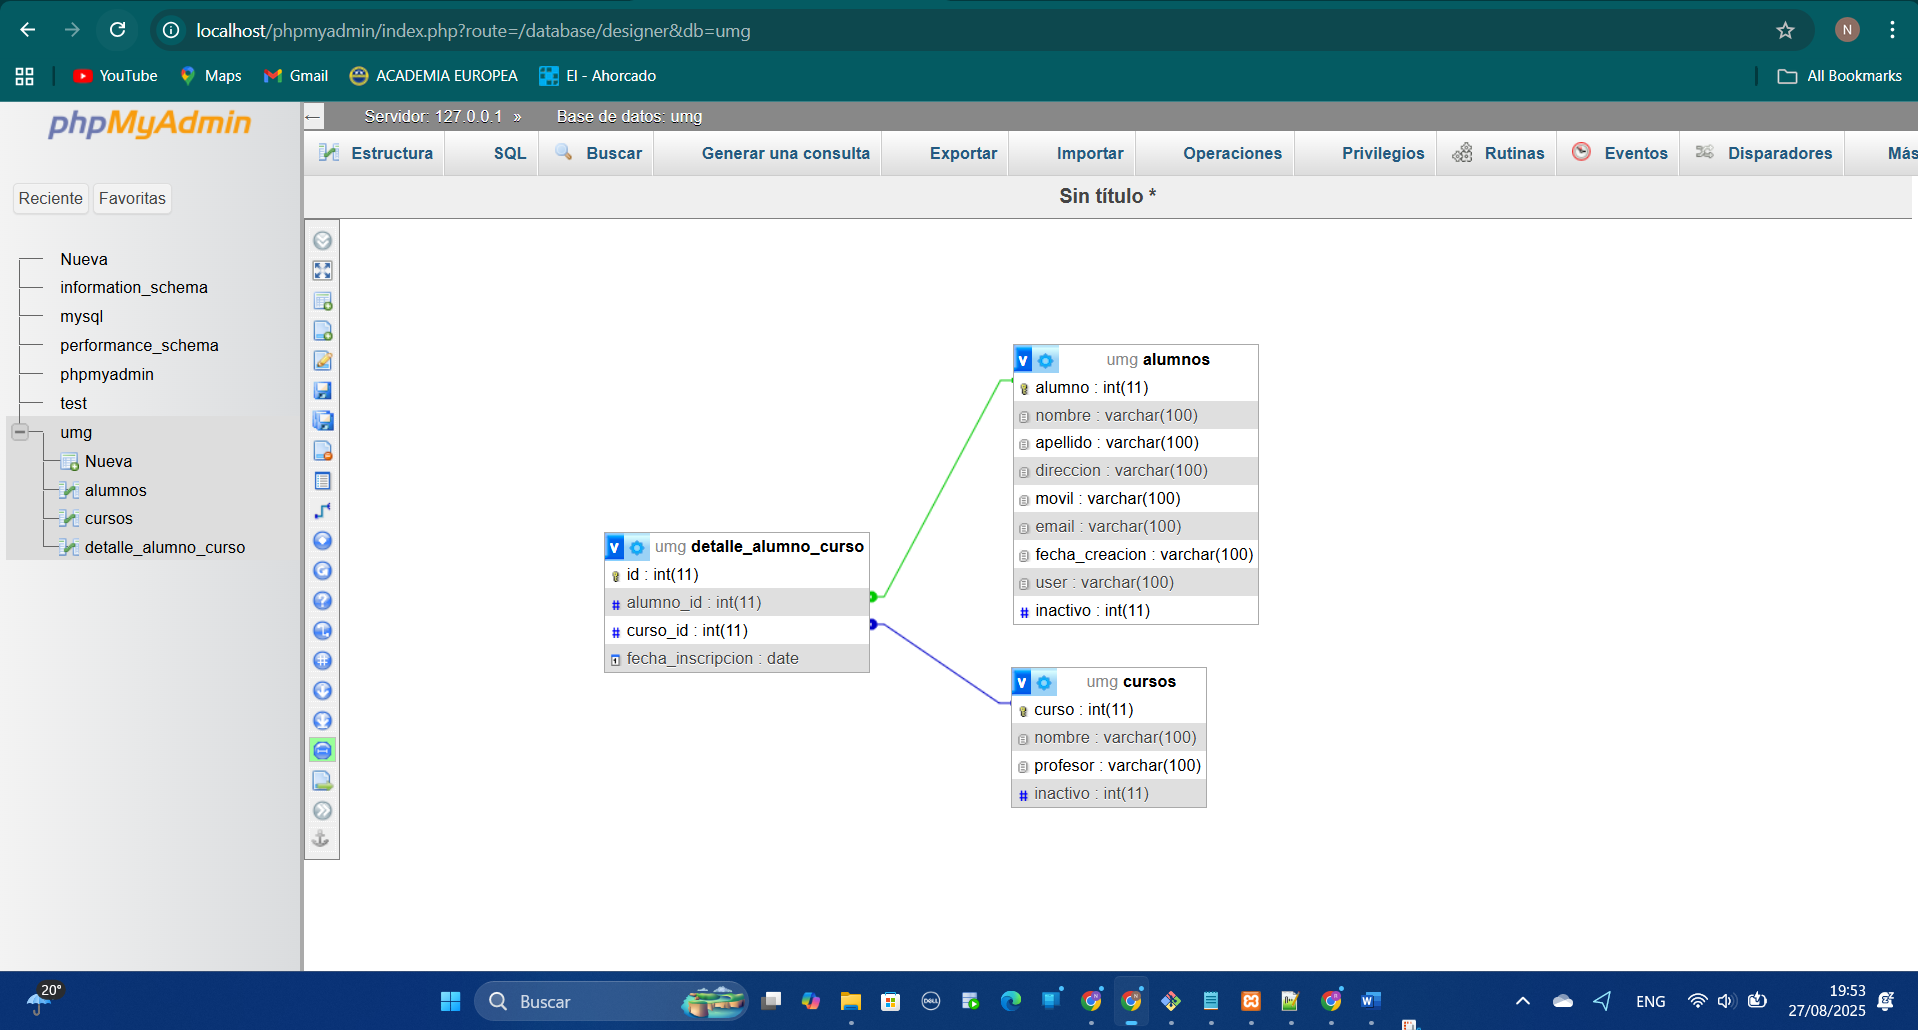 localhost/phpmyadmin/index.php?route=/database/designer&db=umg
N
YouTube
Maps
Gmail
ACADEMIA EUROPEA
El - Ahorcado
All Bookmarks
phpMyAdmin
Reciente
Favoritas
Nueva
information_schema
mysql
performance_schema
phpmyadmin
test
umg
Nueva
alumnos
cursos
detalle_alumno_curso
Servidor: 127.0.0.1 » Base de datos: umg
Estructura
SQL
Buscar
Generar una consulta
Exportar
Importar
Operaciones
Privilegios
Rutinas
Eventos
Disparadores
Más
Sin título *
v umg detalle_alumno_curso
id : int(11)
# alumno_id : int(11)
# curso_id : int(11)
fecha_inscripcion : date
v umg alumnos
alumno : int(11)
nombre : varchar(100)
apellido : varchar(100)
direccion : varchar(100)
movil : varchar(100)
email : varchar(100)
fecha_creacion : varchar(100)
user : varchar(100)
# inactivo : int(11)
v umg cursos
curso : int(11)
nombre : varchar(100)
profesor : varchar(100)
# inactivo : int(11)
20°
Buscar
DELL
ENG
19:53
27/08/2025